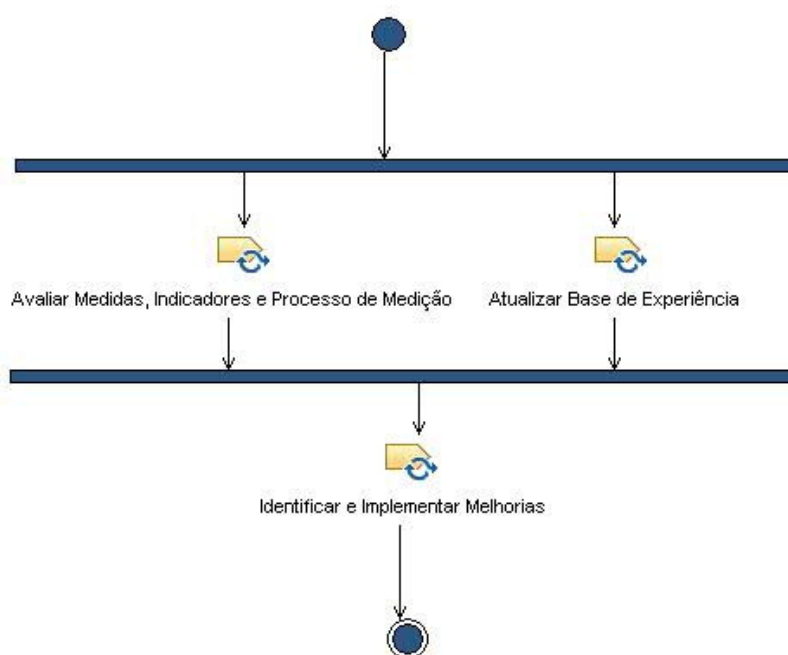 Avaliar Medidas, Indicadores e Processo de Medição
Atualizar Base de Experiência
Identificar e Implementar Melhorias